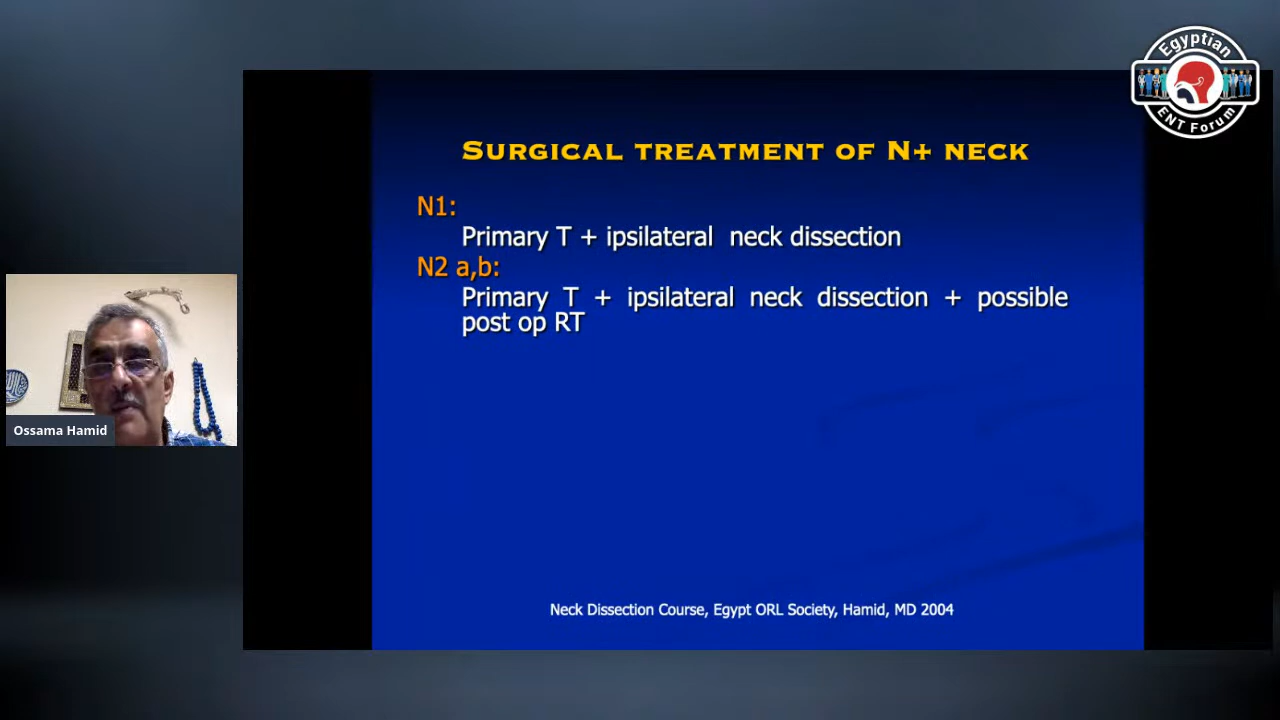 Egyptian
ENT Forum
SURGICAL TREATMENT OF N+ NECK
N1:
Primary T + ipsilateral neck dissection
N2 a,b:
Primary T + ipsilateral neck dissection + possible
post op RT
Ossama Hamid
Neck Dissection Course, Egypt ORL Society, Hamid, MD 2004